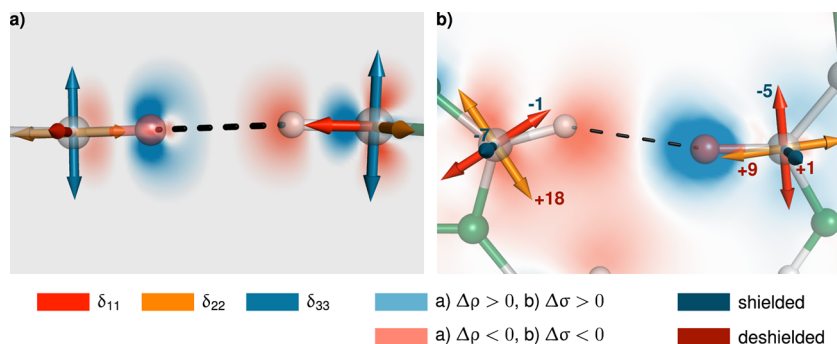 a)
b)
-1
-5
-7
+18
+9
+1
δ11
δ22
δ33
a) Δρ > 0, b) Δσ > 0
shielded
a) Δρ < 0, b) Δσ < 0
deshielded